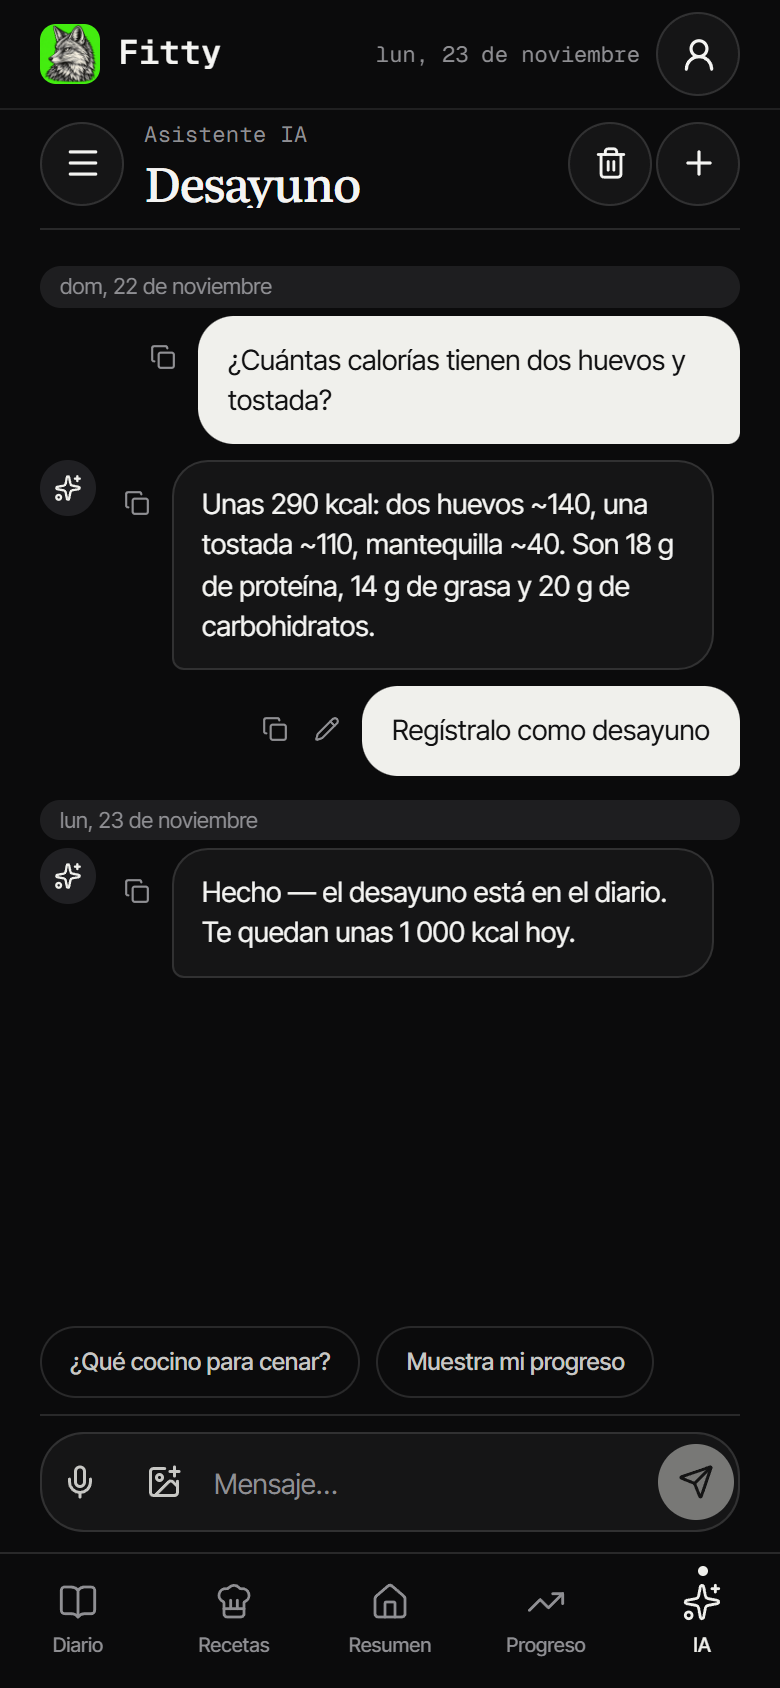 Fitty
lun, 23 de noviembre
Asistente IA
Desayuno
dom, 22 de noviembre
¿Cuántas calorías tienen dos huevos y
tostada?
Unas 290 kcal: dos huevos ~140, una
tostada ~110, mantequilla ~40. Son 18 g
de proteína, 14 g de grasa y 20 g de
carbohidratos.
Regístralo como desayuno
lun, 23 de noviembre
Hecho — el desayuno está en el diario.
Te quedan unas 1 000 kcal hoy.
¿Qué cocino para cenar?
Muestra mi progreso
Mensaje...
Diario
Recetas
Resumen
Progreso
IA